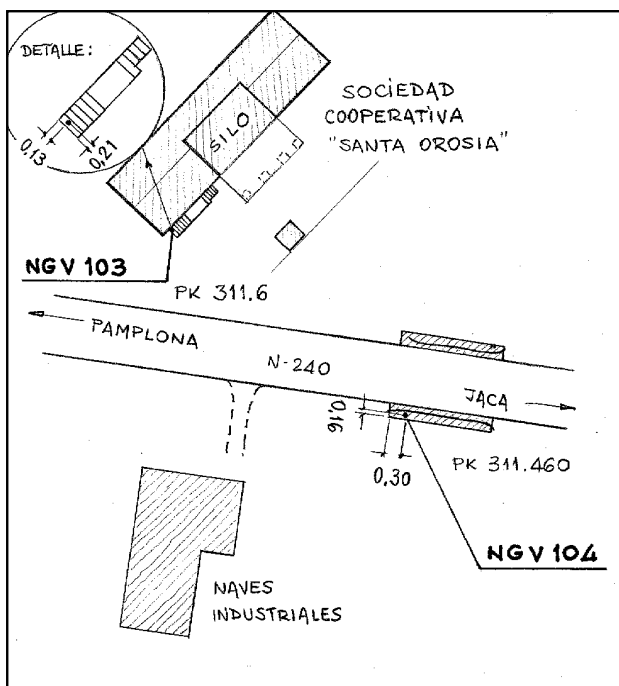 DETALLE:
0,13
0,21
SILO
SOCIEDAD
COOPERATIVA
"SANTA OROSIA"
NGV 103
PK 311.6
PAMPLONA
N-240
JACA
0,16
0,30
PK 311.460
NGV 104
NAVES
INDUSTRIALES